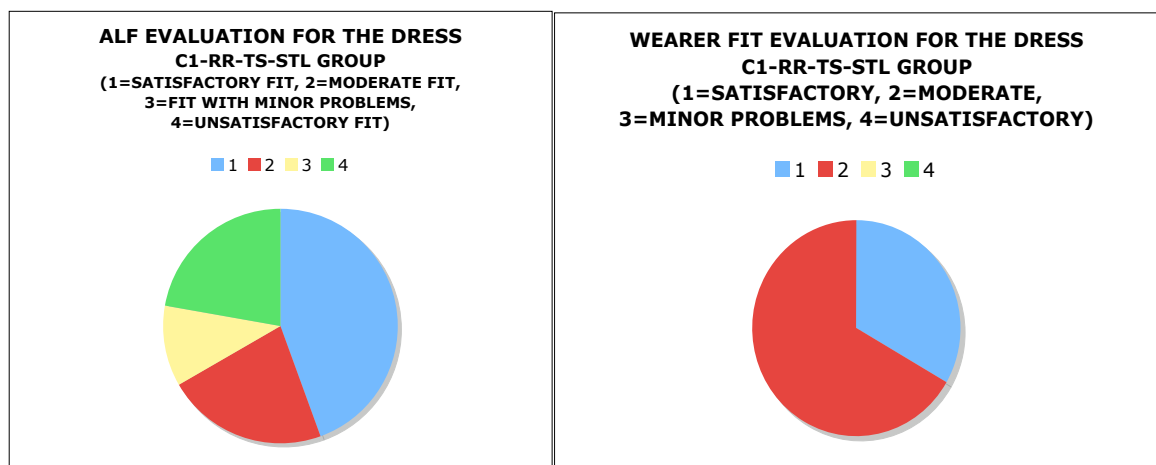 ALF EVALUATION FOR THE DRESS
C1-RR-TS-STL GROUP
(1=SATISFACTORY FIT, 2=MODERATE FIT,
3=FIT WITH MINOR PROBLEMS,
4=UNSATISFACTORY FIT)
1 2 3 4
WEARER FIT EVALUATION FOR THE DRESS
C1-RR-TS-STL GROUP
(1=SATISFACTORY, 2=MODERATE,
3=MINOR PROBLEMS, 4=UNSATISFACTORY)
1 2 3 4